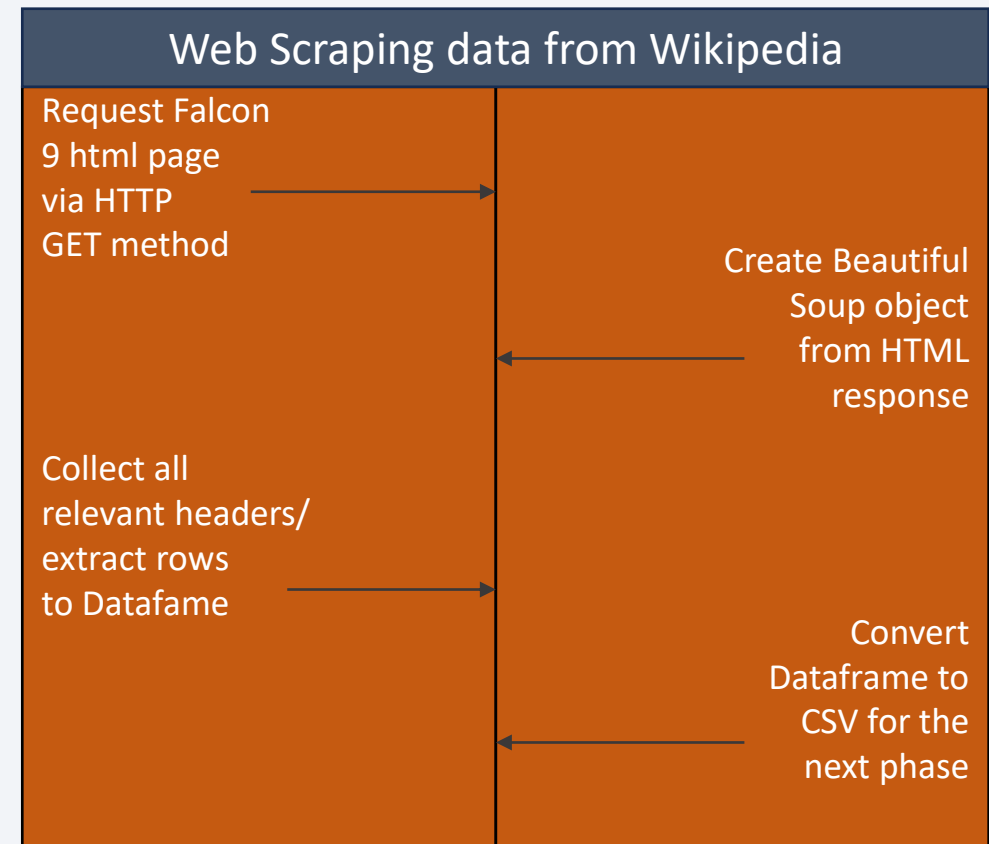 Web Scraping data from Wikipedia
Request Falcon
9 html page
via HTTP
GET method
Create Beautiful
Soup object
from HTML
response
Collect all
relevant headers/
extract rows
to Datafame
Convert
Dataframe to
CSV for the
next phase